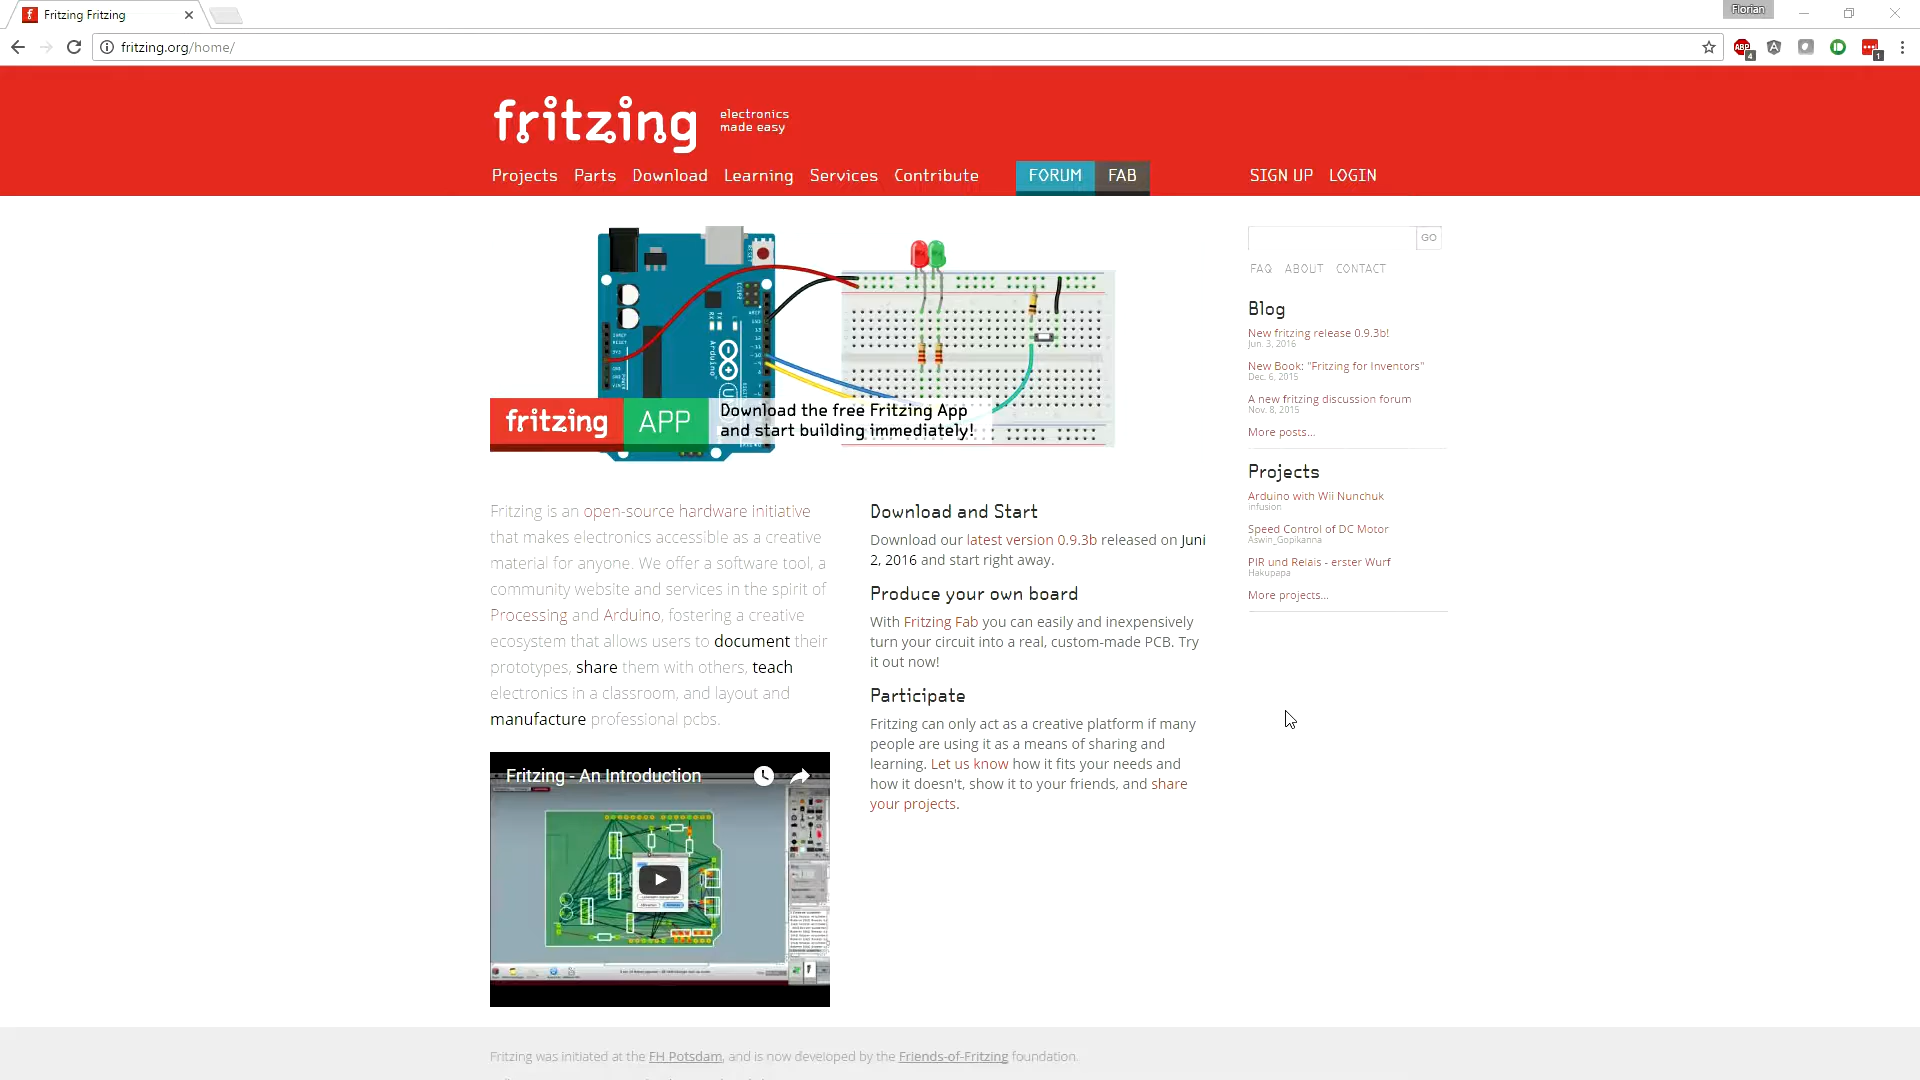 Fritzing Fritzing
Florian
fritzing.org/home/
ABP
4
1
fritzing
electronics
made easy
Projects Parts Download Learning Services Contribute FORUM FAB SIGN UP LOGIN
GO
FAQ ABOUT CONTACT
fritzing APP
Download the free Fritzing App
and start building immediately!
Fritzing is an open-source hardware initiative
that makes electronics accessible as a creative
material for anyone. We offer a software tool, a
community website and services in the spirit of
Processing and Arduino, fostering a creative
ecosystem that allows users to document their
prototypes, share them with others, teach
electronics in a classroom, and layout and
manufacture professional pcbs.
Fritzing - An Introduction
Download and Start
Download our latest version 0.9.3b released on Juni
2, 2016 and start right away.
Produce your own board
With Fritzing Fab you can easily and inexpensively
turn your circuit into a real, custom-made PCB. Try
it out now!
Participate
Fritzing can only act as a creative platform if many
people are using it as a means of sharing and
learning. Let us know how it fits your needs and
how it doesn't, show it to your friends, and share
your projects.
Blog
New fritzing release 0.9.3b!
Jun. 3, 2016
New Book: "Fritzing for Inventors"
Dec. 6, 2015
A new fritzing discussion forum
Nov. 8, 2015
More posts...
Projects
Arduino with Wii Nunchuk
infusion
Speed Control of DC Motor
Aswin_Gopikanna
PIR und Relais - erster Wurf
Hakupapa
More projects...
Fritzing was initiated at the FH Potsdam, and is now developed by the Friends-of-Fritzing foundation.